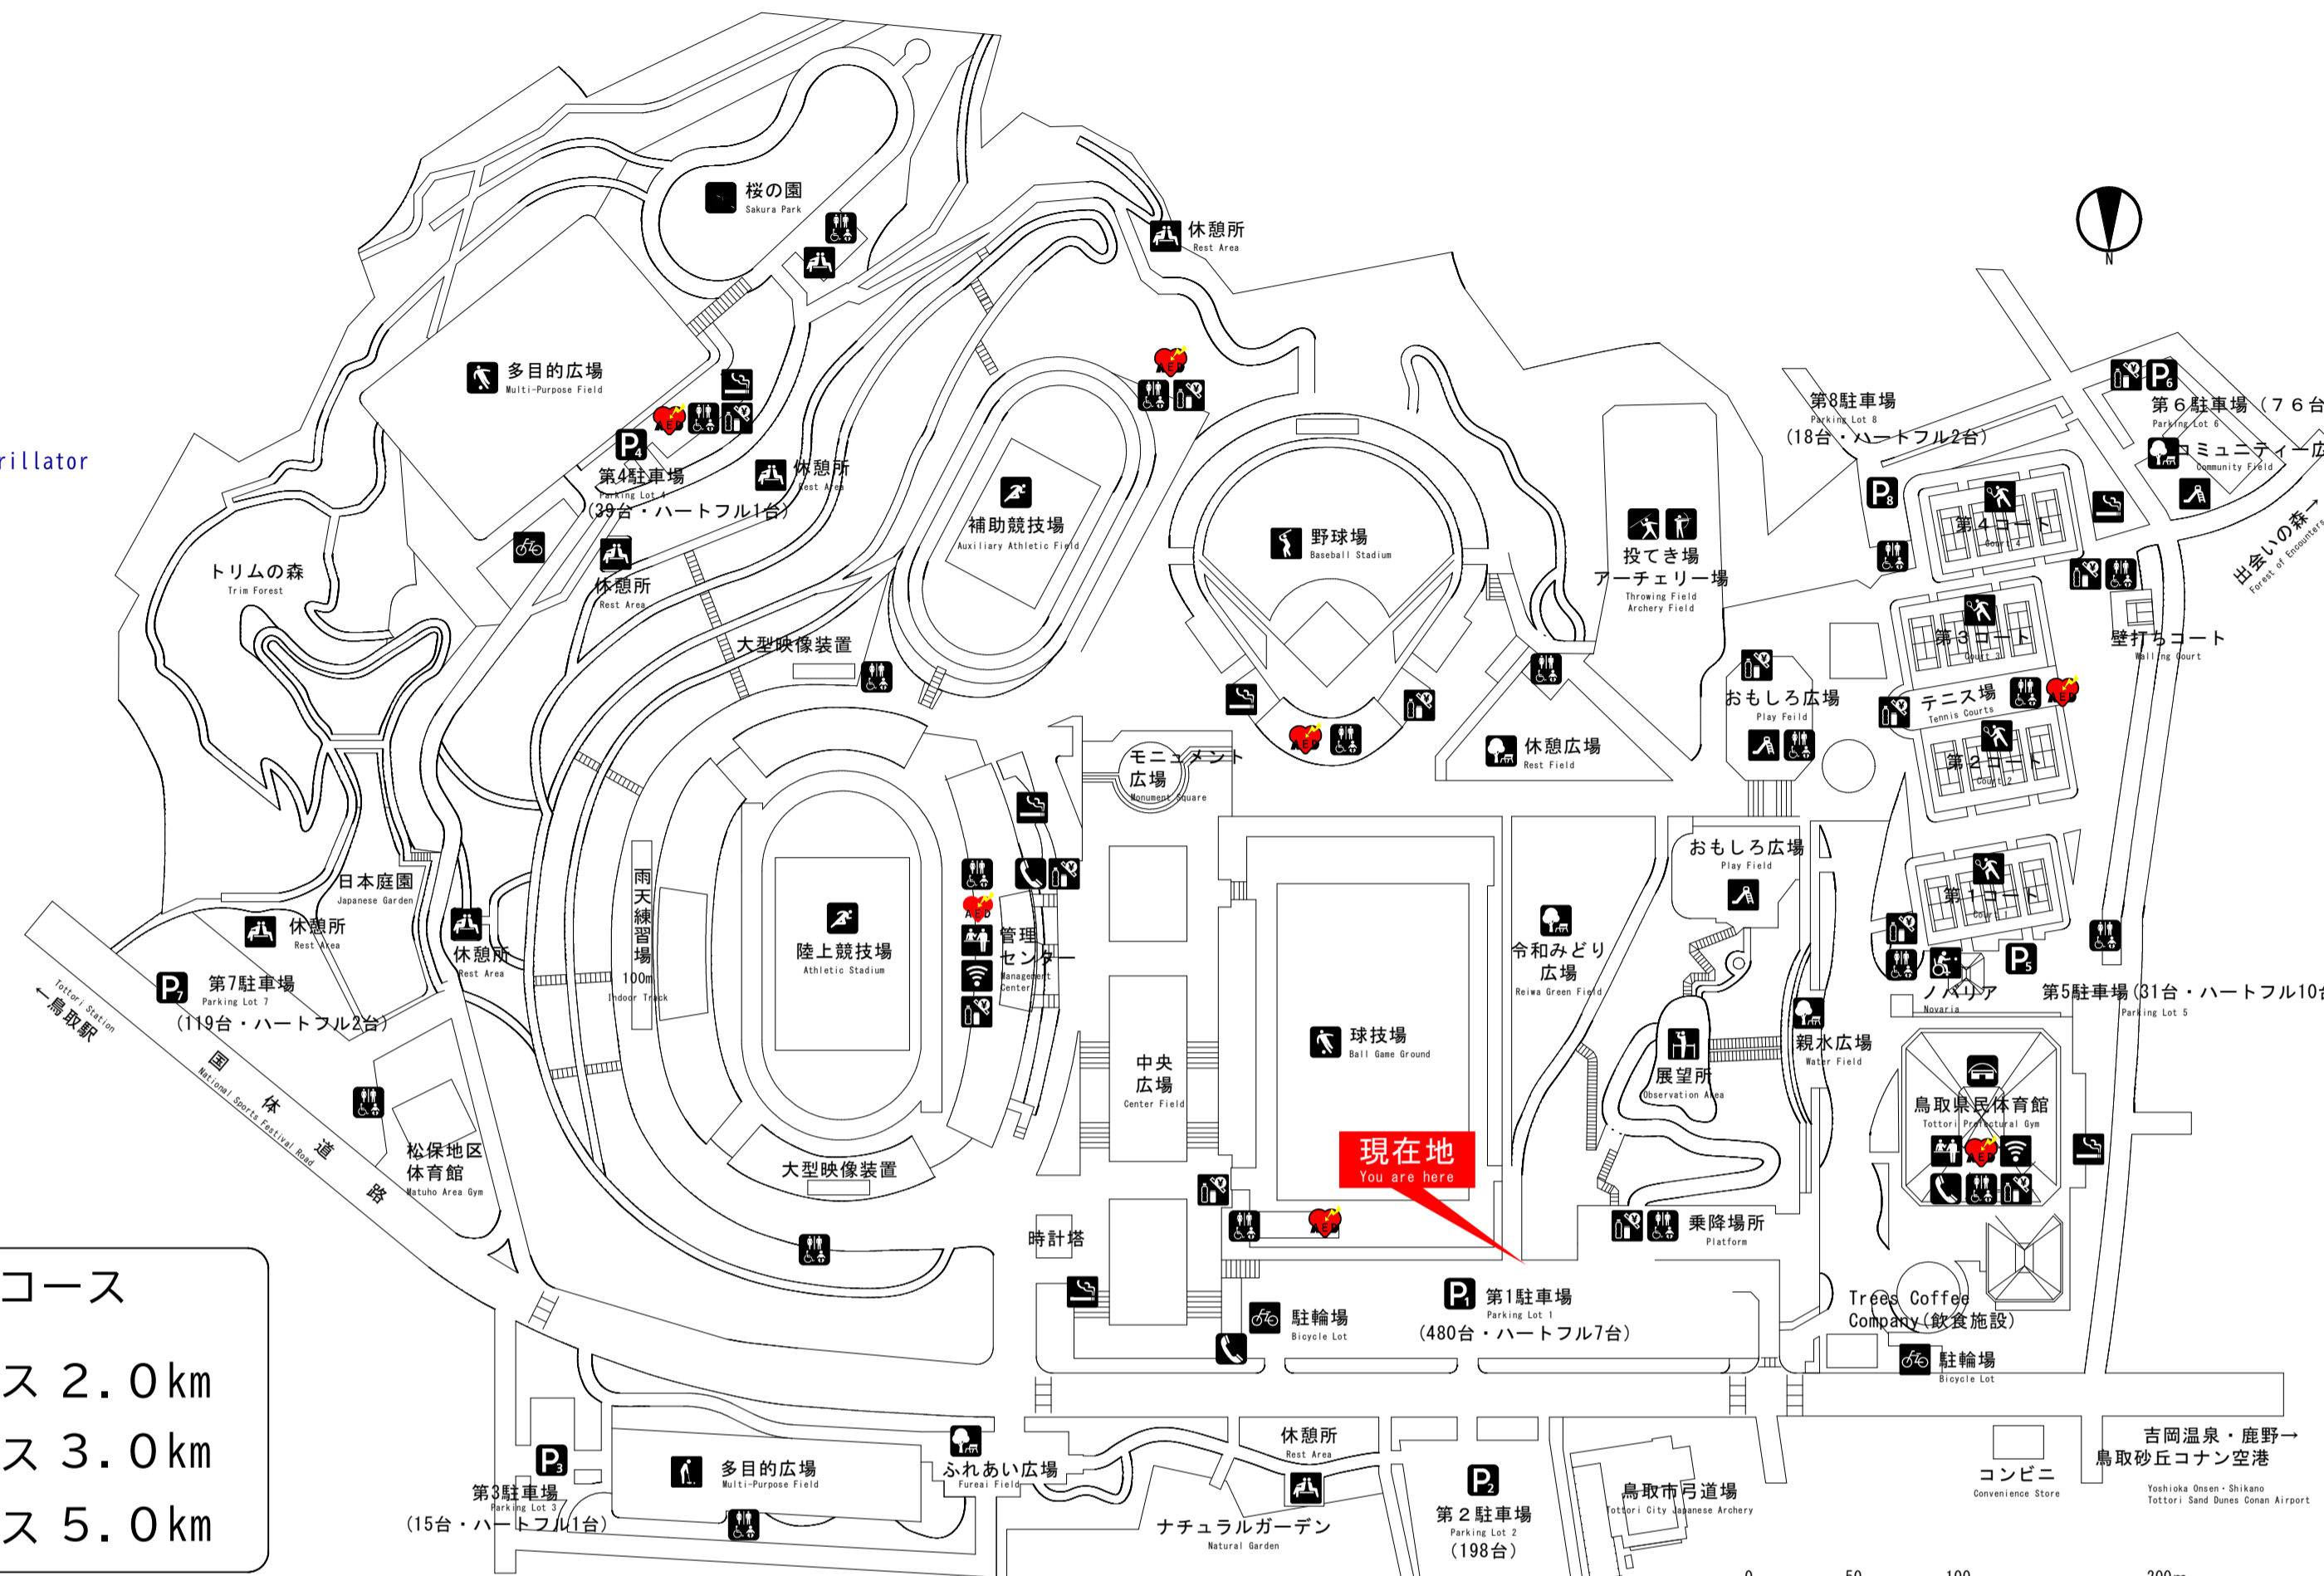 桜の園
Sakura Park
休憩所
Rest Area
N
多目的広場
Multi-Purpose Field
AED
AED
P4
第4駐車場
Parking Lot 4
(39台・ハートフル1台)
休憩所
Rest Area
休憩所
Rest Area
rillator
トリムの森
Trim Forest
補助競技場
Auxiliary Athletic Field
野球場
Baseball Stadium
投てき場
アーチェリー場
Throwing Field
Archery Field
第8駐車場
Parking Lot 8
(18台・ハートフル2台)
P8
P6
第6駐車場(76台
Parking Lot 6
コミュニティー広
Community Field
出会いの森→
Forest of Encounters
第4コート
Court 4
第3コート
Court 3
壁打ちコート
Walling Court
テニス場
Tennis Courts
AED
第2コート
Court 2
第1コート
Court 1
大型映像装置
AED
おもしろ広場
Play Feild
休憩広場
Rest Field
モニュメント
広場
Monument Square
おもしろ広場
Play Field
日本庭園
Japanese Garden
休憩所
Rest Area
休憩所
Rest Area
P7
第7駐車場
Parking Lot 7
(119台・ハートフル2台)
Tottori Station
←鳥取駅
国体道路
National Sports Festival Road
松保地区
体育館
Matuho Area Gym
雨天練習場
100m
Indoor Track
陸上競技場
Athletic Stadium
AED
管理
センター
Management
Center
大型映像装置
中央
広場
Center Field
時計塔
球技場
Ball Game Ground
AED
令和みどり
広場
Reiwa Green Field
展望所
Observation Area
親水広場
Water Field
P5
ノバリア
Novaria
第5駐車場(31台・ハートフル10台
Parking Lot 5
鳥取県民体育館
Tottori Prefectural Gym
AED
現在地
You are here
乗降場所
Platform
P1
第1駐車場
Parking Lot 1
(480台・ハートフル7台)
駐輪場
Bicycle Lot
Trees Coffee
Company(飲食施設)
駐輪場
Bicycle Lot
コース
ス 2.0km
ス 3.0km
ス 5.0km
P3
第3駐車場
Parking Lot 3
(15台・ハートフル1台)
多目的広場
Multi-Purpose Field
ふれあい広場
Fureai Field
休憩所
Rest Area
ナチュラルガーデン
Natural Garden
P2
第2駐車場
Parking Lot 2
(198台)
鳥取市弓道場
Tottori City Japanese Archery
コンビニ
Convenience Store
吉岡温泉・鹿野→
鳥取砂丘コナン空港
Yoshioka Onsen・Shikano
Tottori Sand Dunes Conan Airport
0 50 100 200m